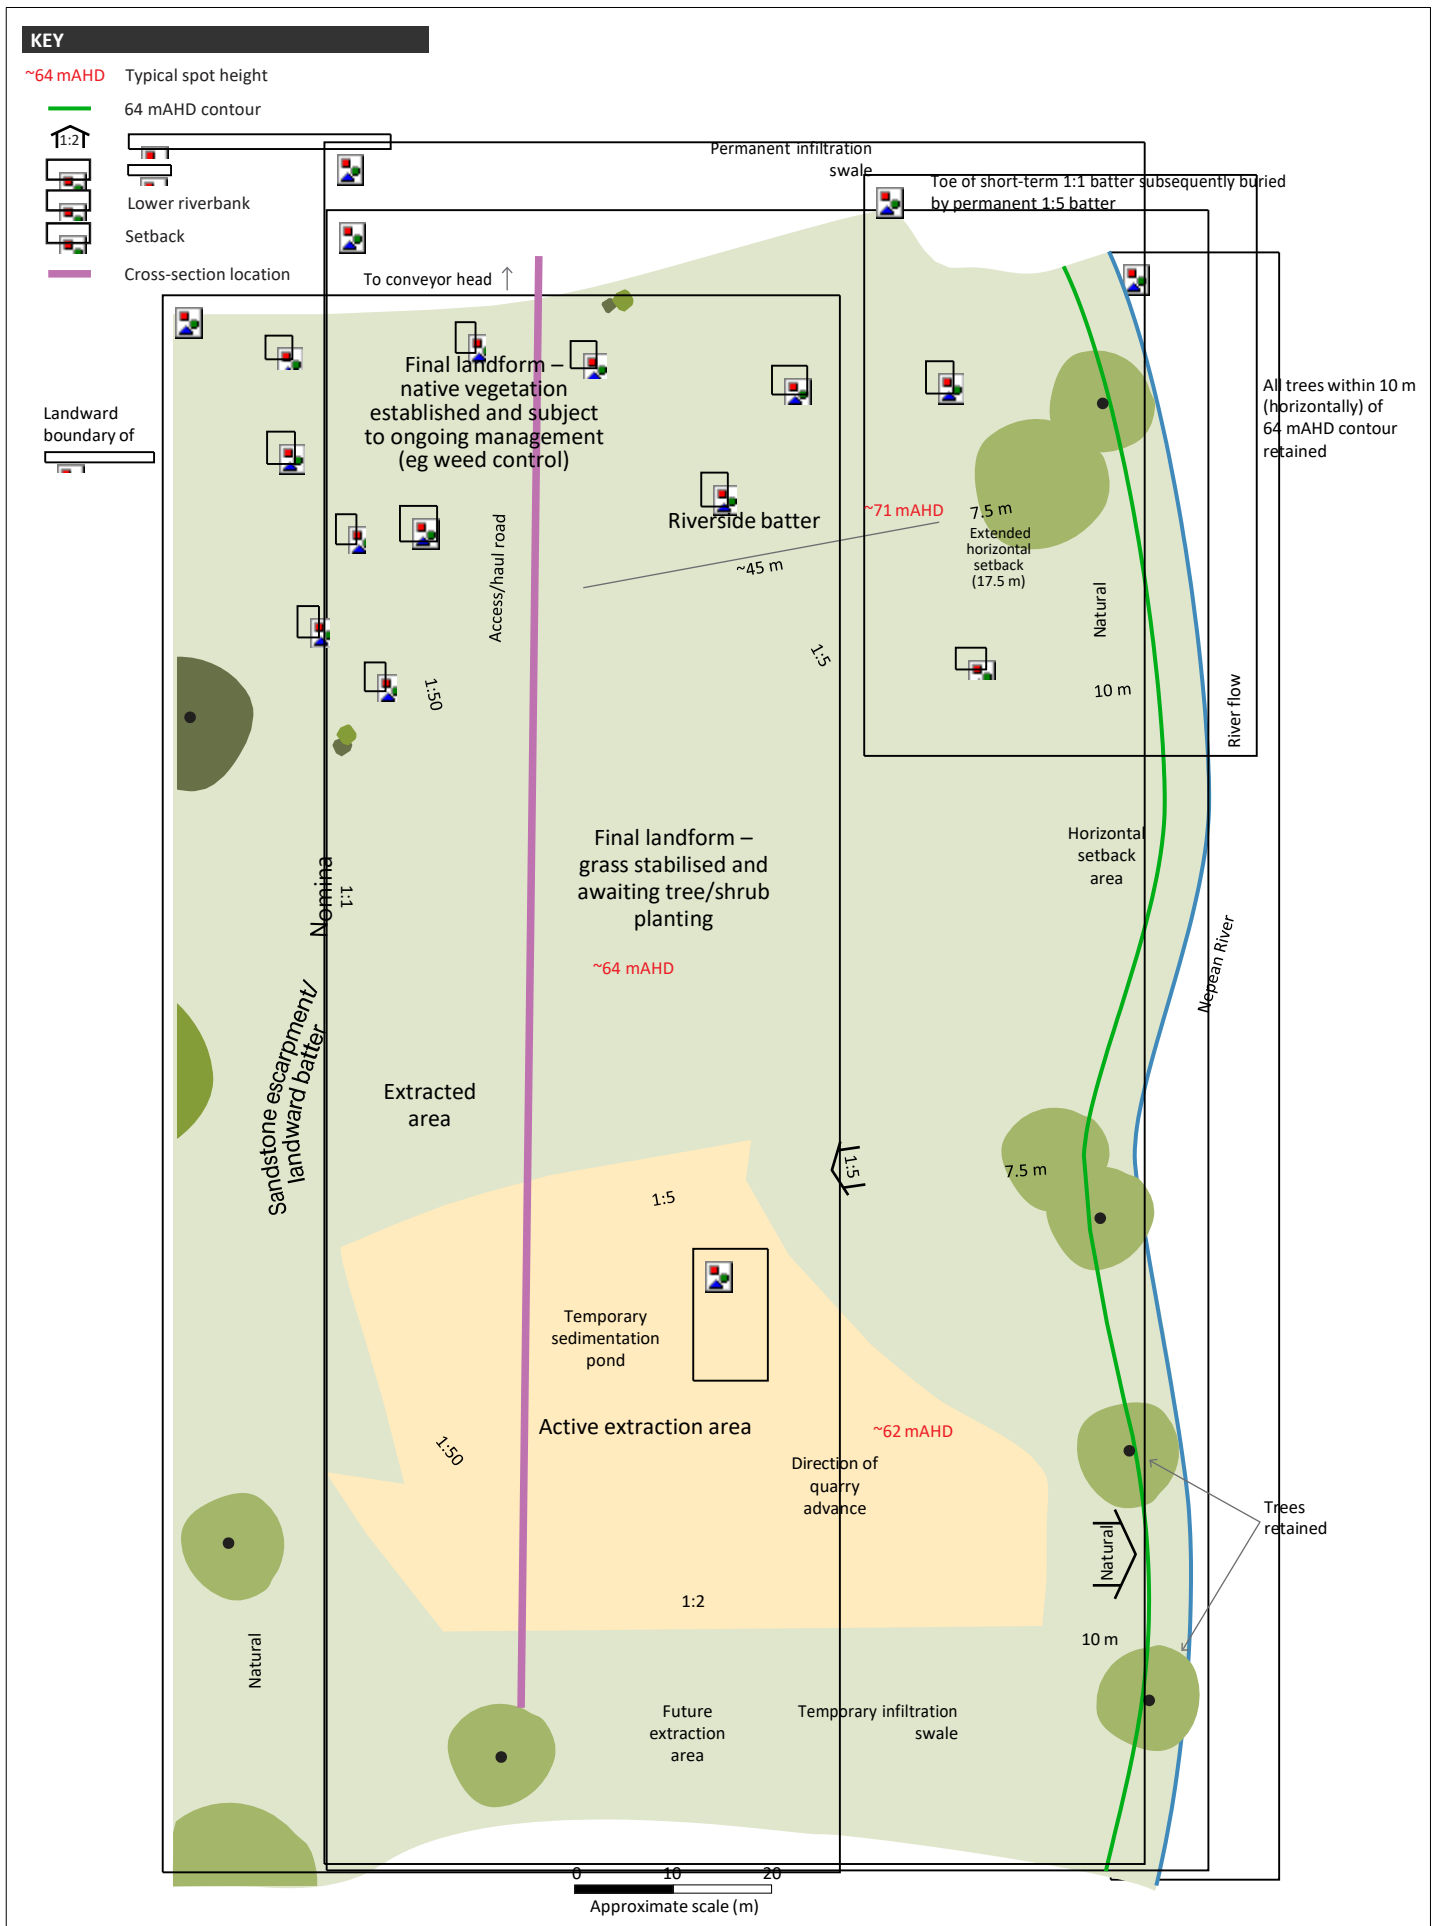 KEY
~64 mAHD Typical spot height
64 mAHD contour
1:2
Lower riverbank
Setback
Cross-section location
Permanent infiltration
swale
Toe of short-term 1:1 batter subsequently buried
by permanent 1:5 batter
To conveyor head
Final landform –
native vegetation
established and subject
to ongoing management
(eg weed control)
Landward
boundary of
All trees within 10 m
(horizontally) of
64 mAHD contour
retained
Riverside batter
~71 mAHD
7.5 m
Extended
horizontal
setback
(17.5 m)
~45 m
Access/haul road
Natural
1:5
1:50
10 m
River flow
Final landform –
grass stabilised and
awaiting tree/shrub
planting
Horizontal
setback
area
Nomina
1:1
~64 mAHD
Nepean River
Sandstone escarpment/
landward batter
Extracted
area
1:5
7.5 m
1:5
Temporary
sedimentation
pond
Active extraction area
~62 mAHD
1:50
Direction of
quarry
advance
Trees
retained
Natural
1:2
10 m
Natural
Future
extraction
area
Temporary infiltration
swale
0 10 20
Approximate scale (m)